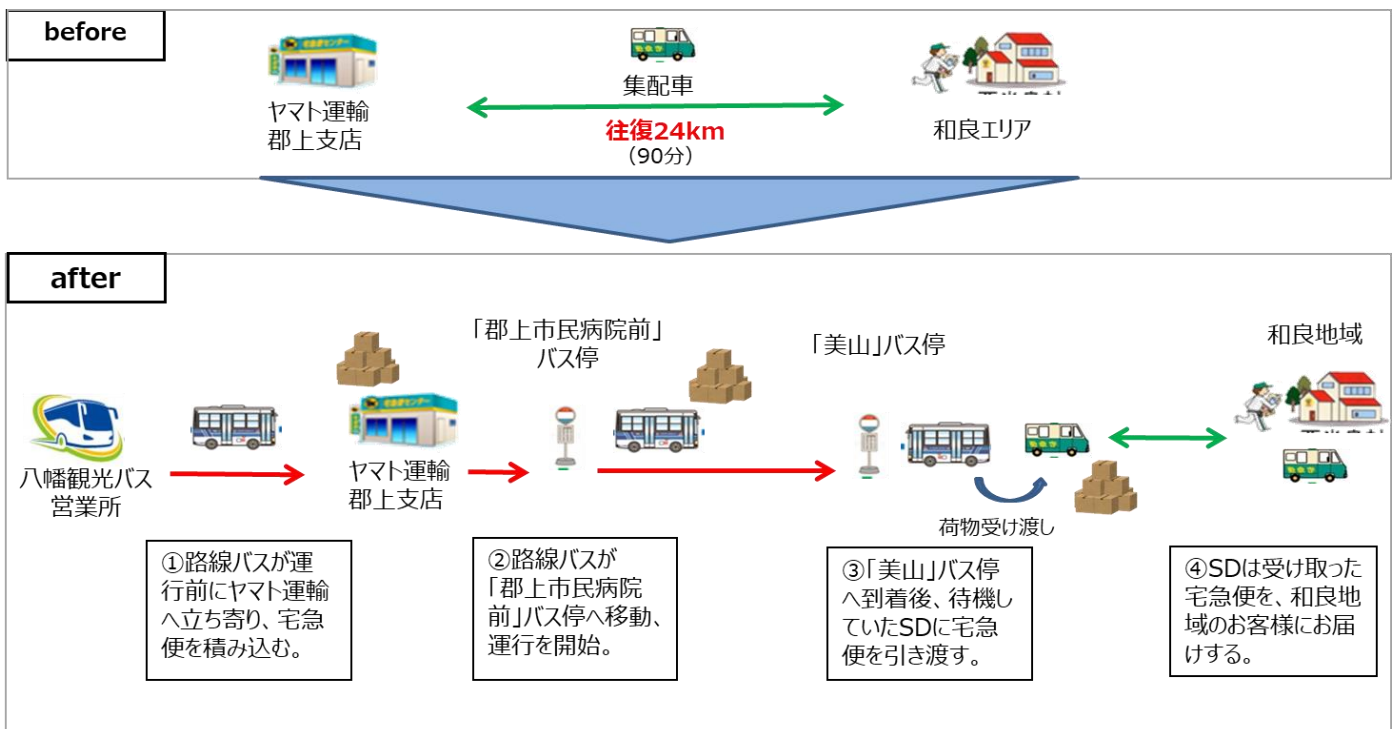 before
ヤマト運輸
郡上支店
集配車
往復24km
(90分)
和良エリア
after
八幡観光バス
営業所
ヤマト運輸
郡上支店
「郡上市民病院前」
バス停
「美山」バス停
荷物受け渡し
和良地域
①路線バスが運
行前にヤマト運輸
へ立ち寄り、宅急
便を積み込む。
②路線バスが
「郡上市民病院
前」バス停へ移動、
運行を開始。
③「美山」バス停
へ到着後、待機し
ていたSDに宅急
便を引き渡す。
④SDは受け取った
宅急便を、和良地
域のお客様にお届
けする。